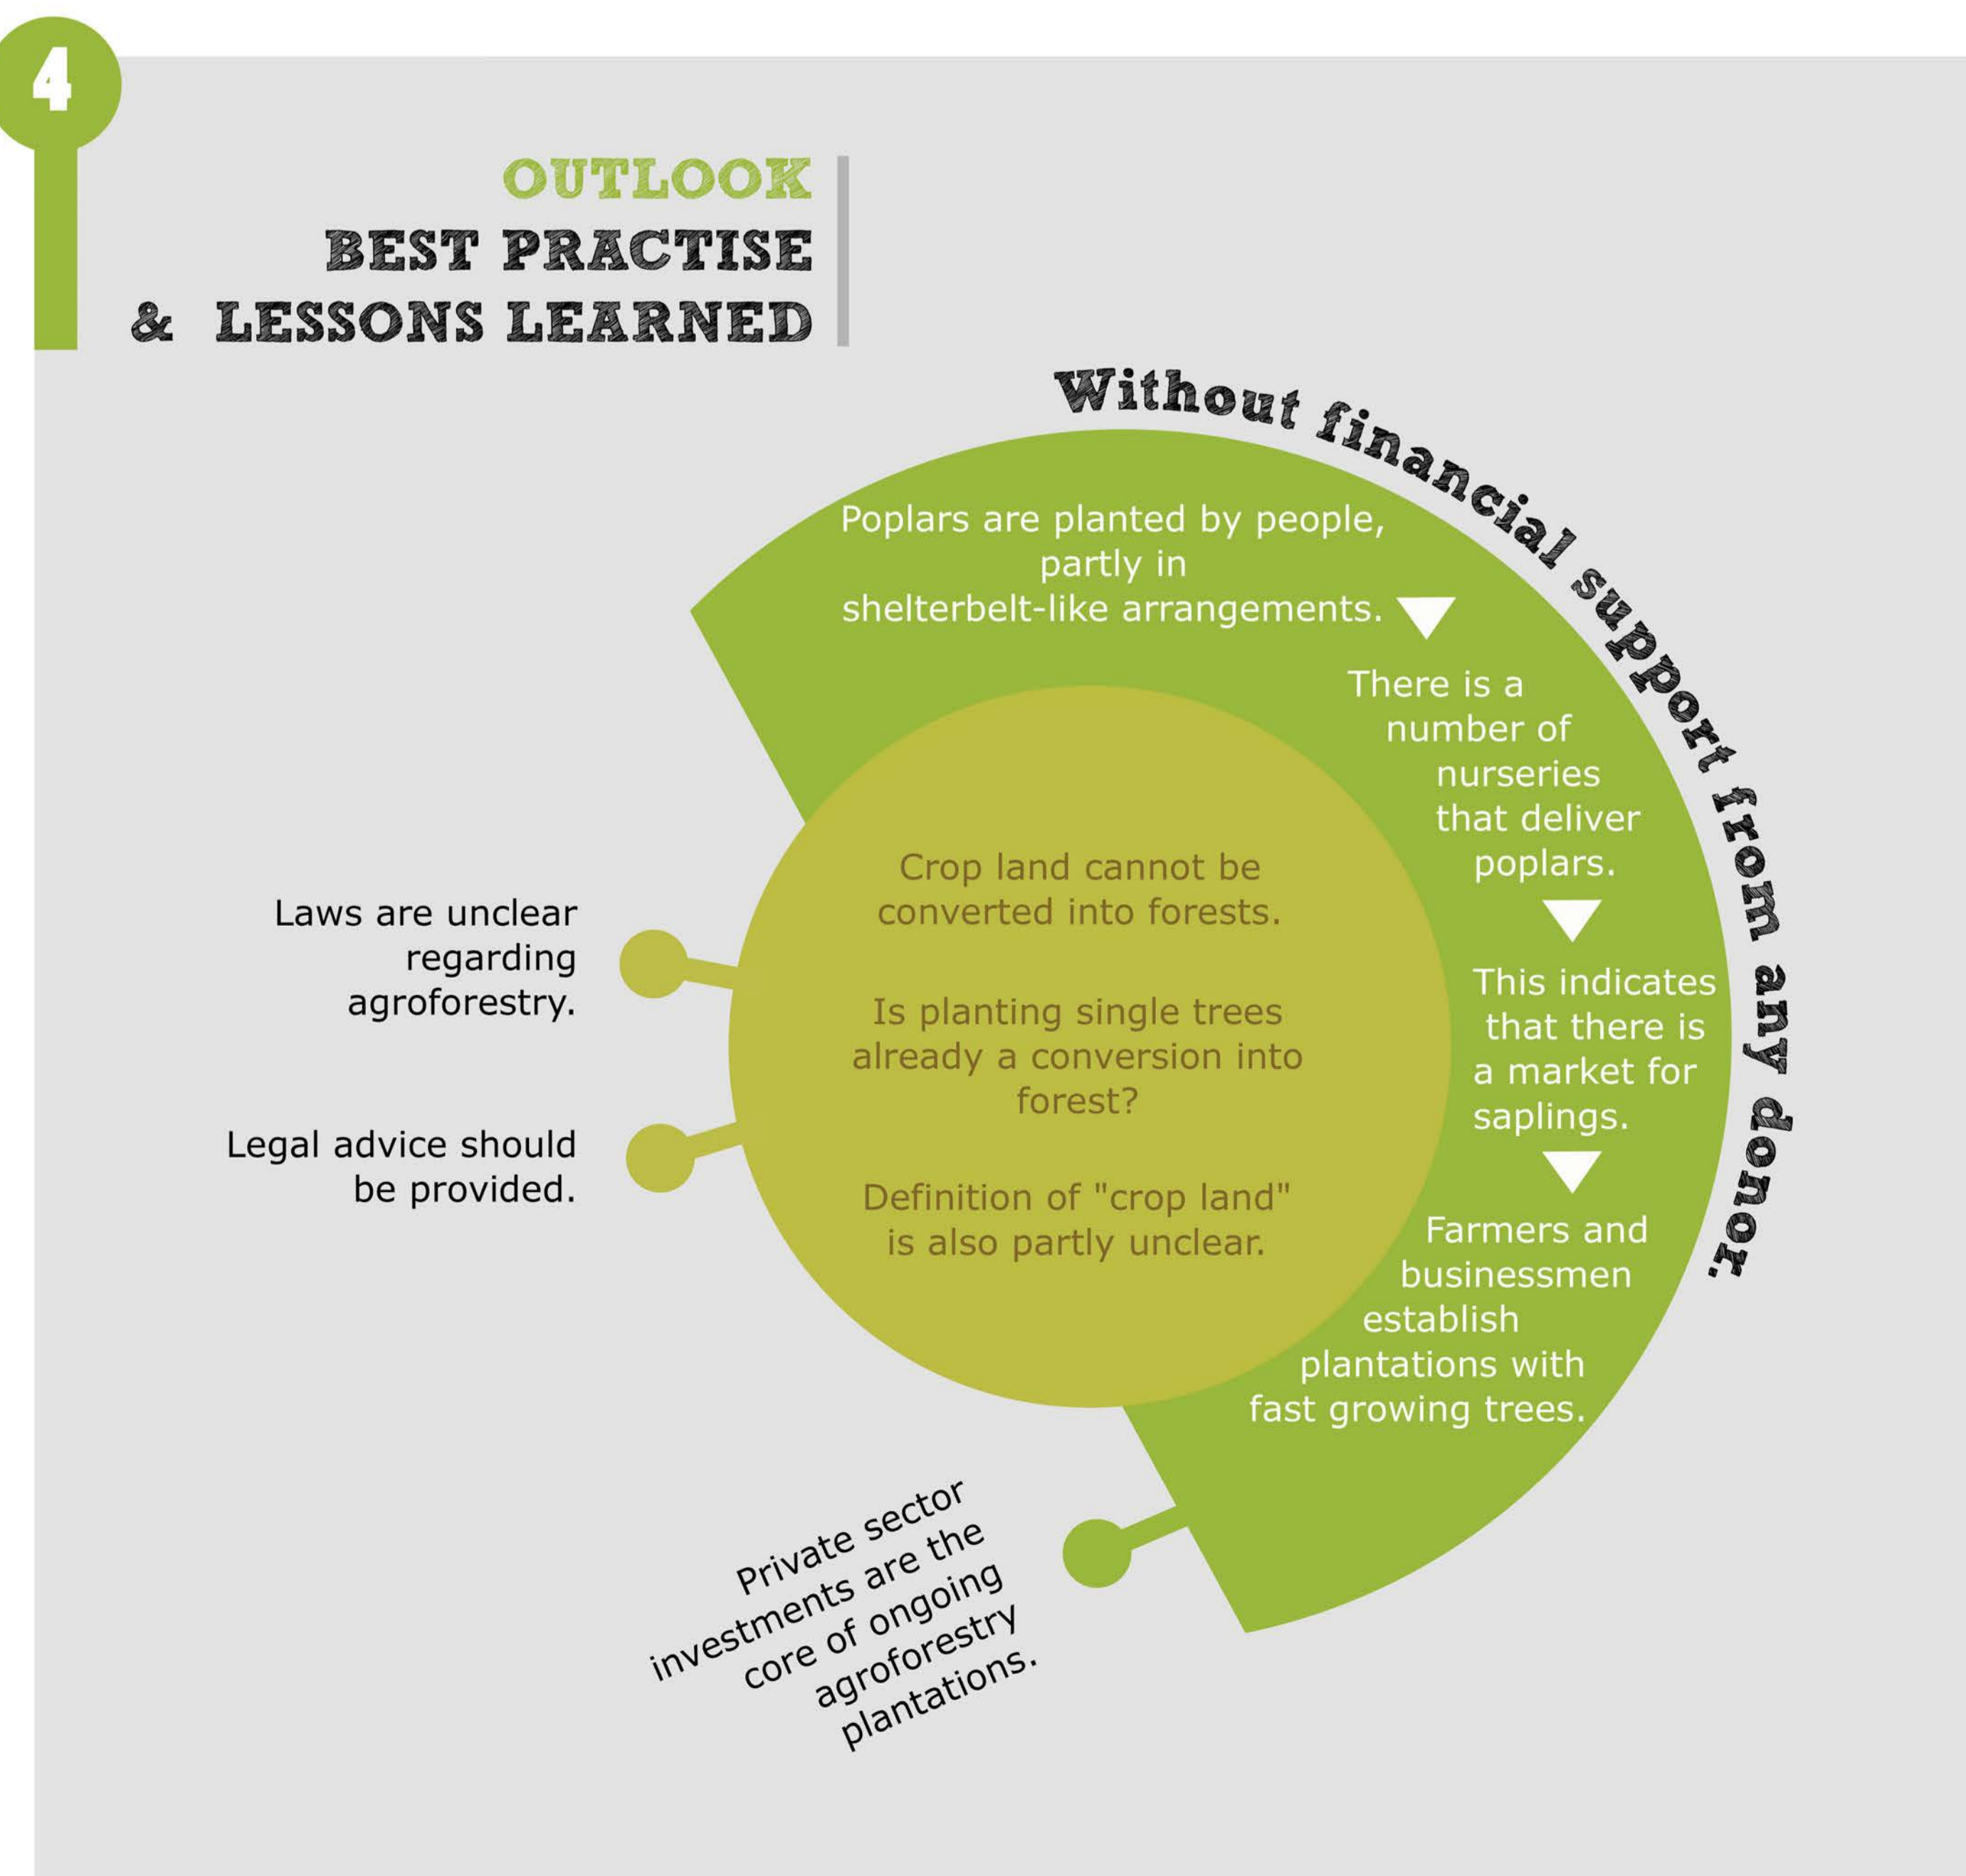 4
OUTLOOK
BEST PRACTISE
& LESSONS LEARNED
Without financial support from any donor.
Poplars are planted by people,
partly in
shelterbelt-like arrangements.
There is a
number of
nurseries
that deliver
poplars.
This indicates
that there is
a market for
saplings.
Farmers and
businessmen
establish
plantations with
fast growing trees.
Crop land cannot be
converted into forests.
Is planting single trees
already a conversion into
forest?
Definition of "crop land"
is also partly unclear.
Laws are unclear
regarding
agroforestry.
Legal advice should
be provided.
Private sector
investments are the
core of ongoing
agroforestry
plantations.